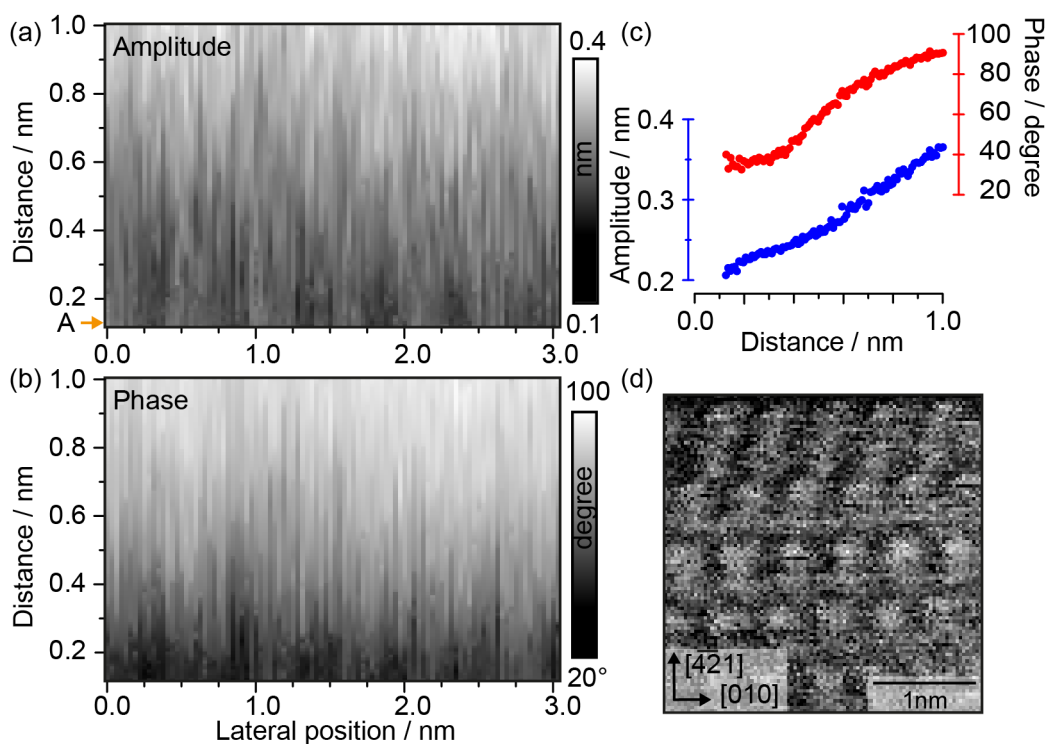 (a)
Amplitude
1.0
0.8
0.6
0.4
0.2
Distance / nm
A
0.0
1.0
2.0
3.0
0.4
nm
0.1
(b)
Phase
1.0
0.8
0.6
0.4
0.2
Distance / nm
0.0
1.0
2.0
3.0
Lateral position / nm
100
degree
20°
(c)
Amplitude / nm
0.4
0.3
0.2
100
80
60
40
20
Phase / degree
0.0
1.0
Distance / nm
(d)
[42̄1]
[010]
1nm